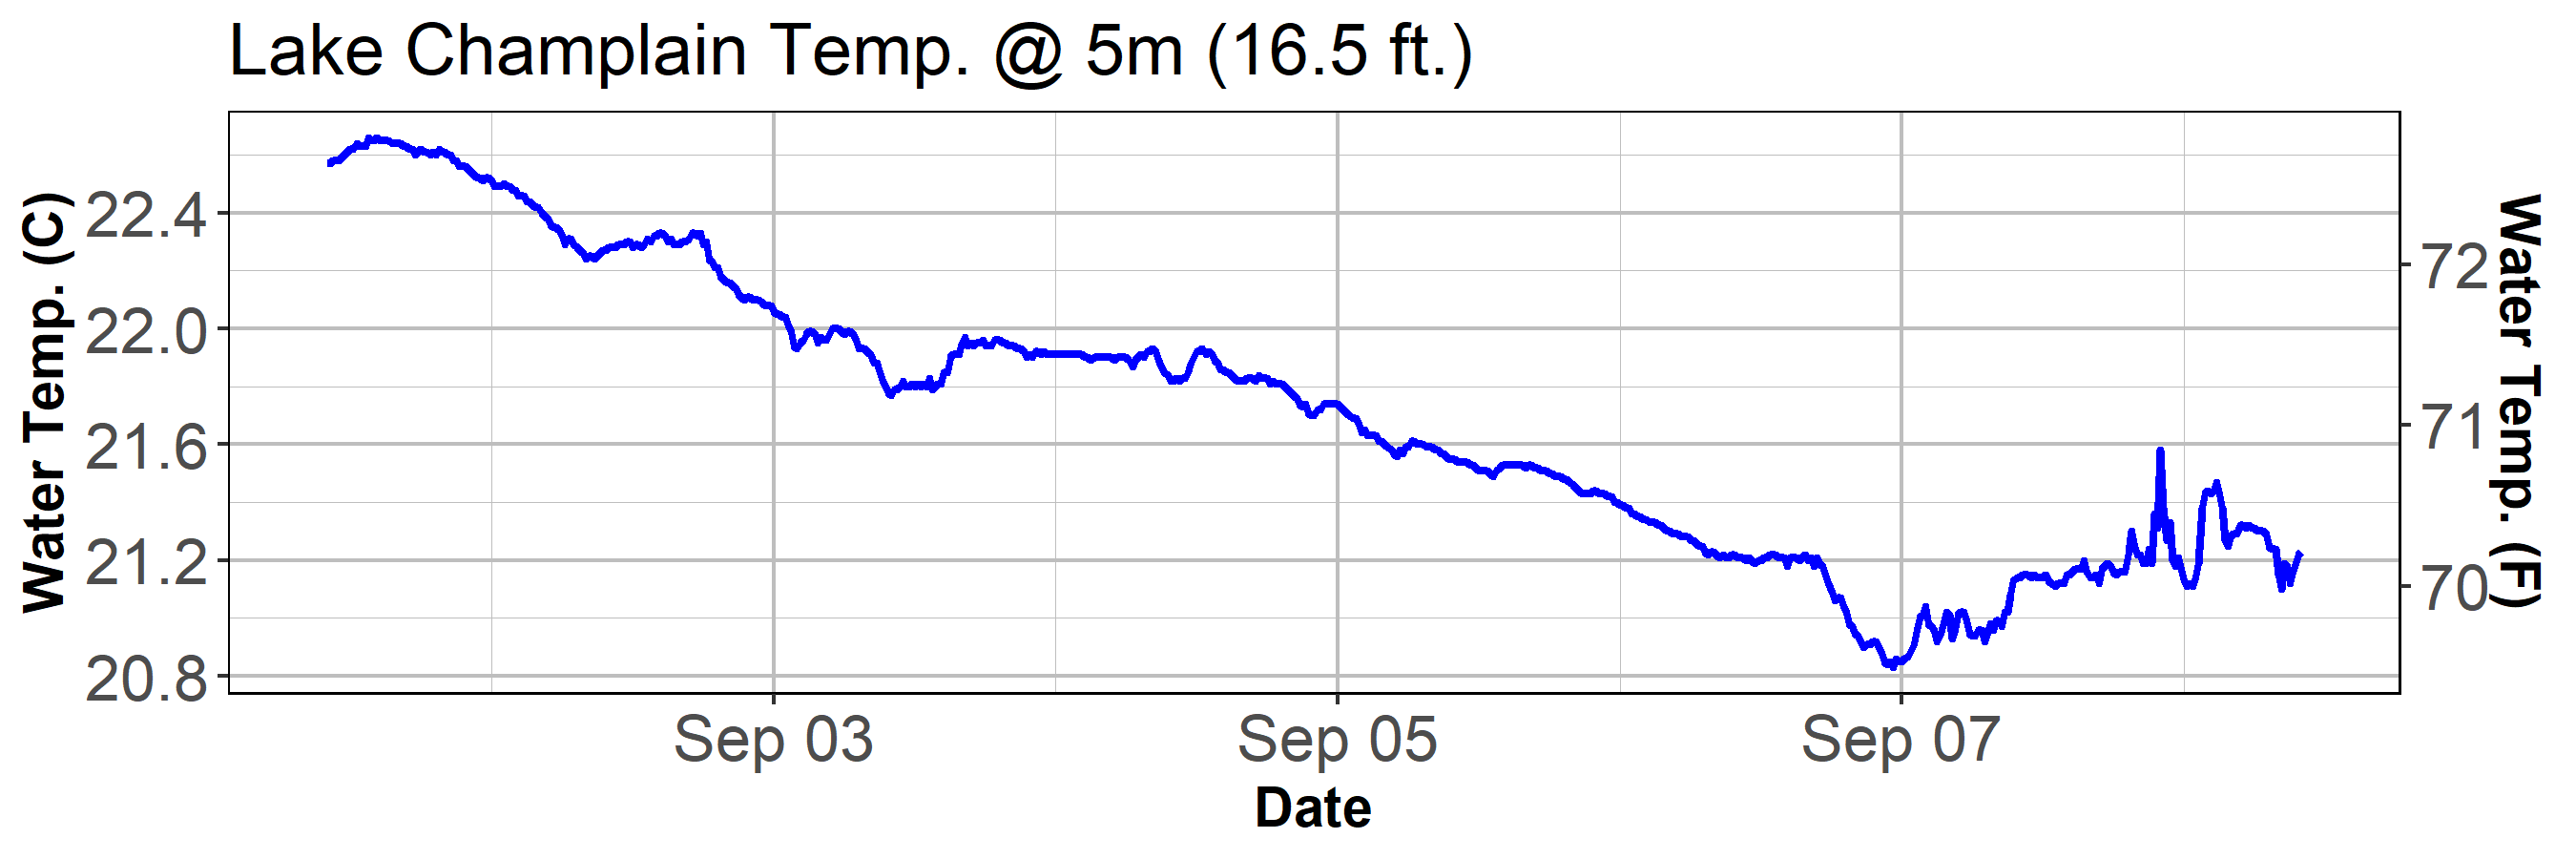 Lake Champlain Temp. @ 5m (16.5 ft.)
Water Temp. (C)
22.4
22.0
21.6
21.2
20.8
72
71
70
Water Temp. (F)
Sep 03
Sep 05
Sep 07
Date